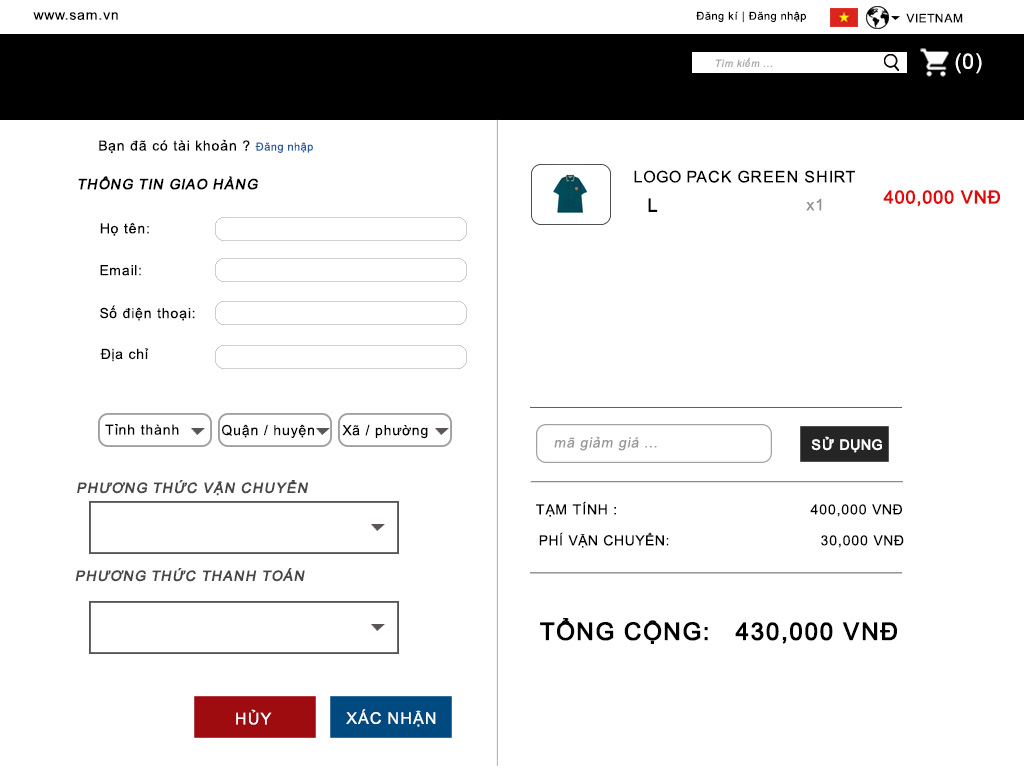 www.sam.vn
Đăng kí | Đăng nhập
VIETNAM
Tìm kiếm ...
(0)
Bạn đã có tài khoản ? Đăng nhập
THÔNG TIN GIAO HÀNG
Họ tên:
Email:
Số điện thoại:
Địa chỉ
Tỉnh thành
Quận / huyện
Xã / phường
PHƯƠNG THỨC VẬN CHUYỂN
PHƯƠNG THỨC THANH TOÁN
HỦY
XÁC NHẬN
LOGO PACK GREEN SHIRT
L
x1
400,000 VNĐ
mã giảm giá ...
SỬ DỤNG
TẠM TÍNH :
400,000 VNĐ
PHÍ VẬN CHUYỂN:
30,000 VNĐ
TỔNG CỘNG: 430,000 VNĐ